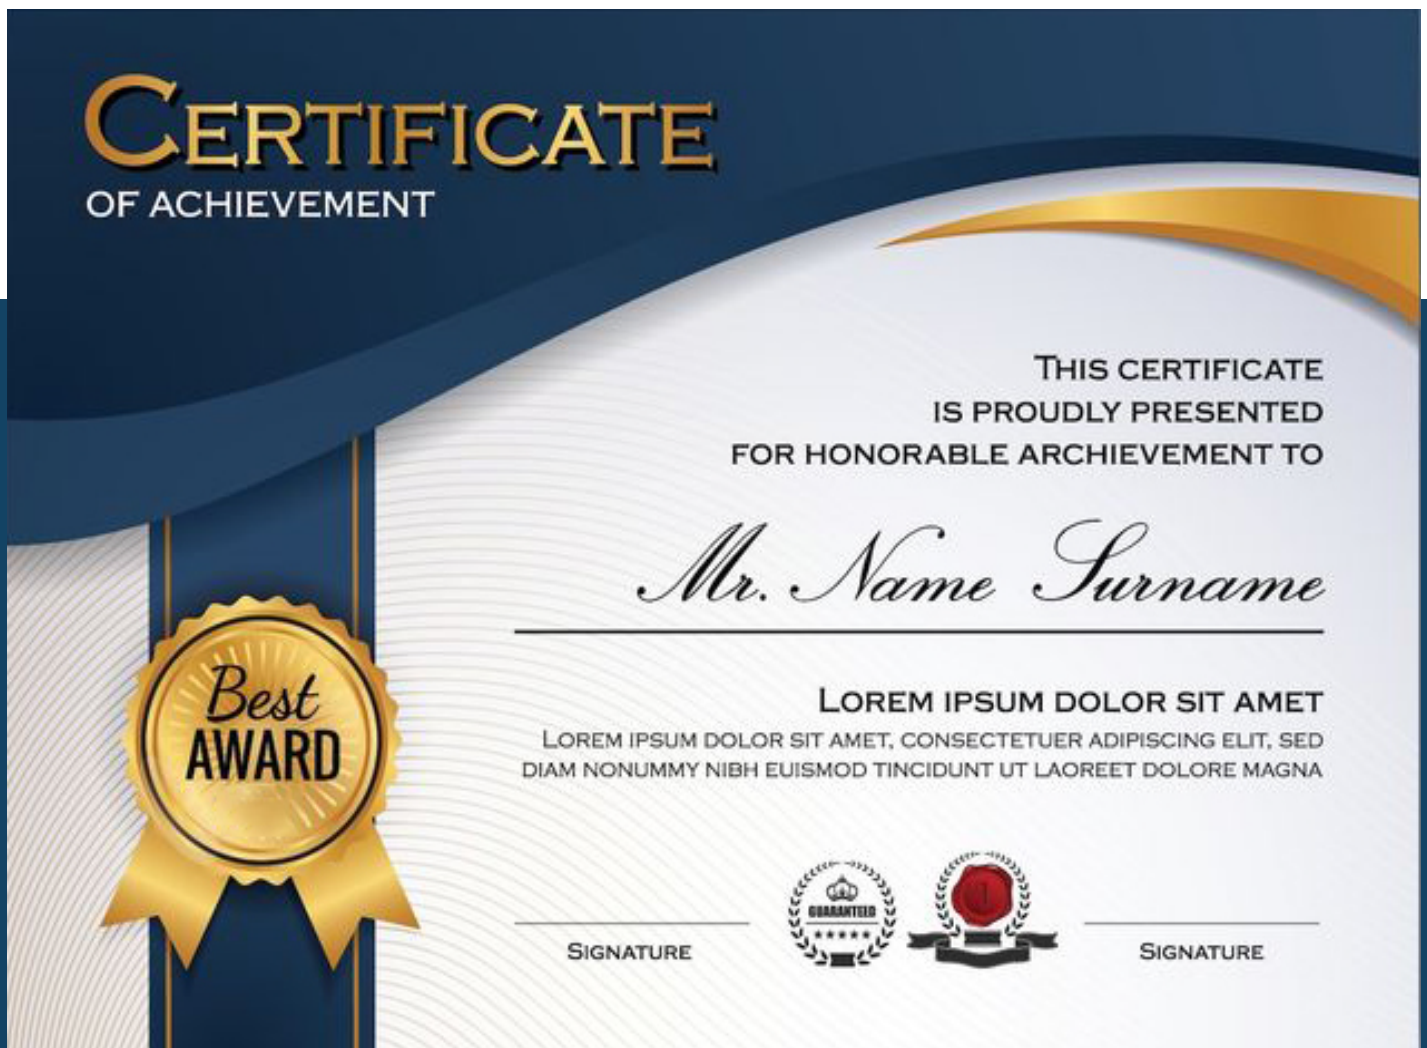 CERTIFICATE
OF ACHIEVEMENT
THIS CERTIFICATE
IS PROUDLY PRESENTED
FOR HONORABLE ARCHIEVEMENT TO
Mr. Name Surname
Best
AWARD
LOREM IPSUM DOLOR SIT AMET
LOREM IPSUM DOLOR SIT AMET, CONSECTETUER ADIPISCING ELIT, SED
DIAM NONUMMY NIBH EUISMOD TINCIDUNT UT LAOREET DOLORE MAGNA
GUARANTEED
1
SIGNATURE
SIGNATURE